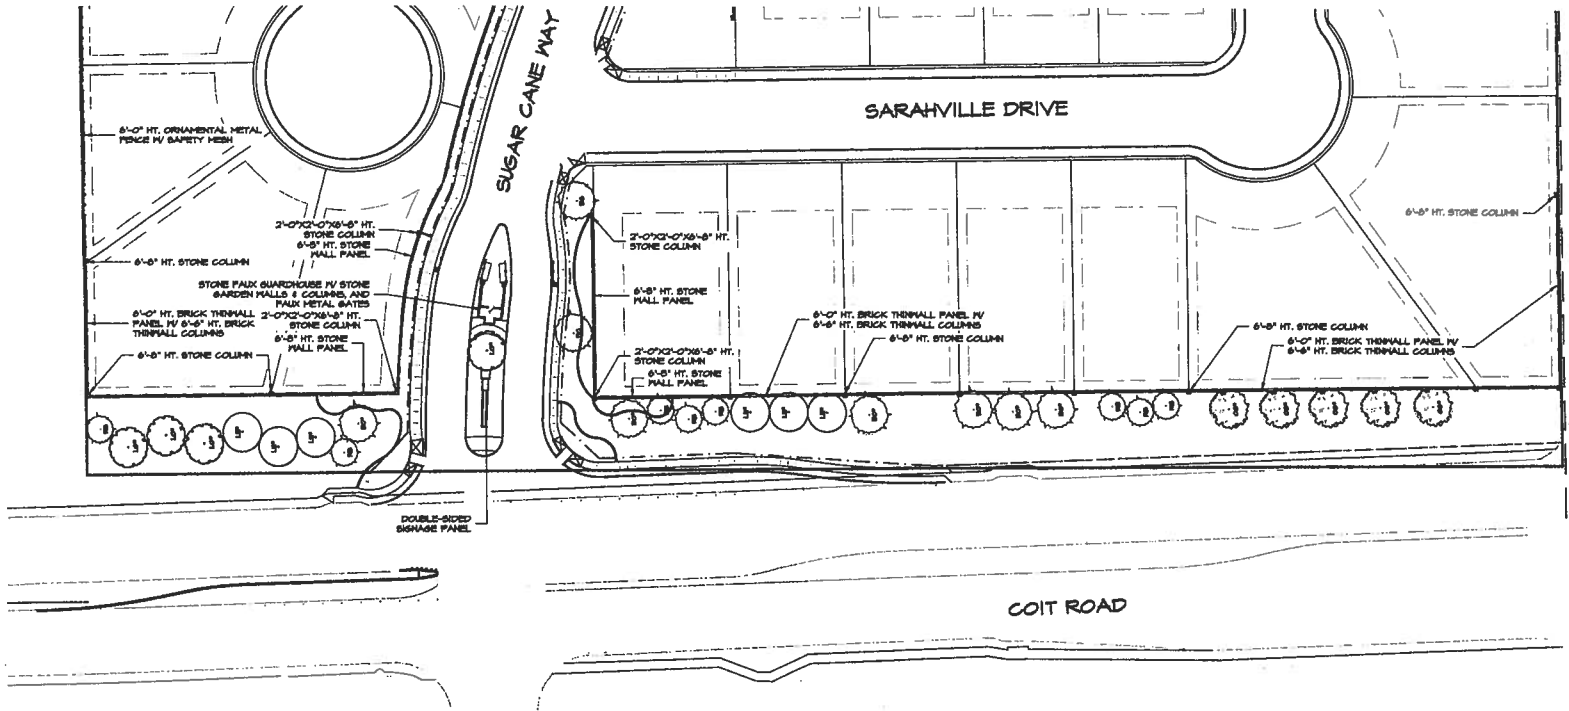 SUGAR CANE WAY
SARAHVILLE DRIVE
6'-0" HT. ORNAMENTAL METAL
FENCE W/ SAFETY MESH
2'-0"X2'-0"X6'-8" HT.
STONE COLUMN
6'-8" HT. STONE
WALL PANEL
6'-8" HT. STONE COLUMN
STONE FAUX GUARDHOUSE W/ STONE
GARDEN WALLS & COLUMNS, AND
FAUX METAL GATES
6'-0" HT. BRICK THINWALL
PANEL W/ 6'-6" HT. BRICK
THINWALL COLUMNS
2'-0"X2'-0"X6'-8" HT.
STONE COLUMN
6'-8" HT. STONE
WALL PANEL
6'-8" HT. STONE COLUMN
2'-0"X2'-0"X6'-8" HT.
STONE COLUMN
6'-8" HT. STONE
WALL PANEL
2'-0"X2'-0"X6'-8" HT.
STONE COLUMN
6'-8" HT. STONE
WALL PANEL
6'-0" HT. BRICK THINWALL PANEL W/
6'-6" HT. BRICK THINWALL COLUMNS
6'-8" HT. STONE COLUMN
6'-8" HT. STONE COLUMN
6'-8" HT. STONE COLUMN
6'-0" HT. BRICK THINWALL PANEL W/
6'-6" HT. BRICK THINWALL COLUMNS
DOUBLE-SIDED
SIGNAGE PANEL
COIT ROAD